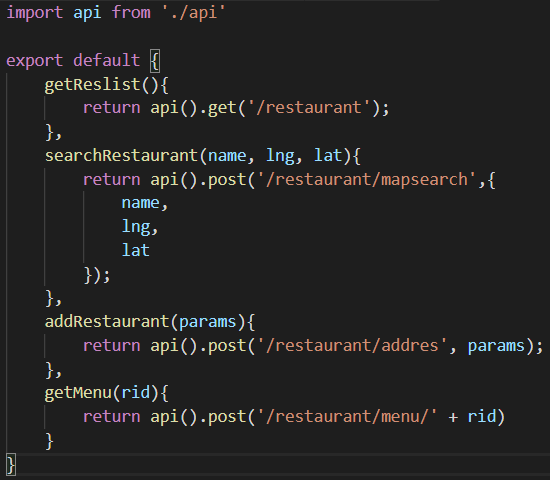 import api from './api'
export default {
getReslist(){
return api().get('/restaurant');
},
searchRestaurant(name, lng, lat){
return api().post('/restaurant/mapsearch',{
name,
lng,
lat
});
},
addRestaurant(params){
return api().post('/restaurant/addres', params);
},
getMenu(rid){
return api().post('/restaurant/menu/' + rid)
}
}